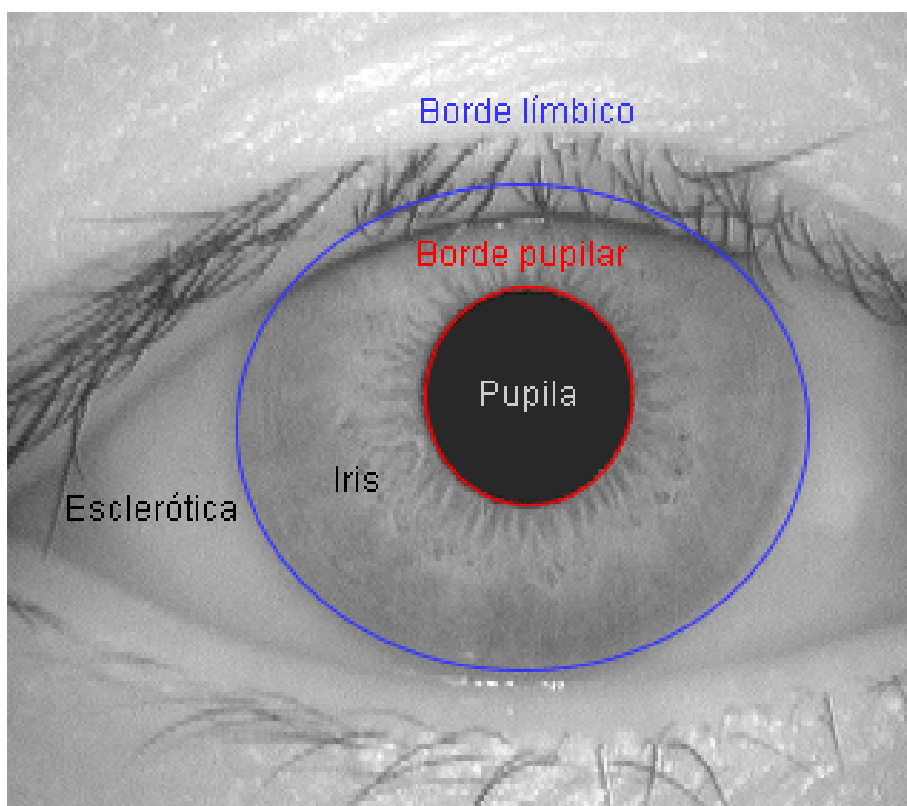 Borde límbico
Borde pupilar
Pupila
Iris
Esclerótica